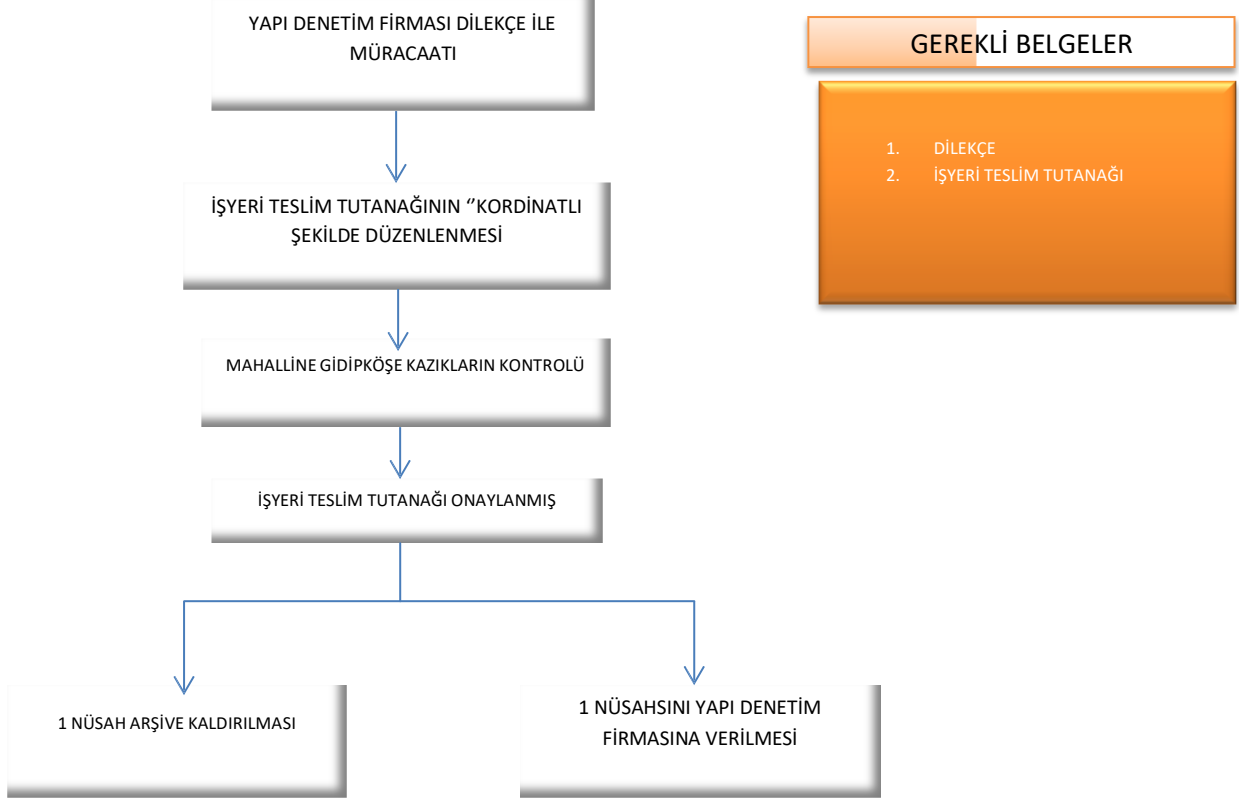 YAPI DENETİM FİRMASI DİLEKÇE İLE
MÜRACAATI
GEREKLİ BELGELER
1. DİLEKÇE
2. İŞYERİ TESLİM TUTANAĞI
İŞYERİ TESLİM TUTANAĞININ ‘’KORDİNATLI
ŞEKİLDE DÜZENLENMESİ
MAHALLİNE GİDİPKÖŞE KAZIKLARIN KONTROLÜ
İŞYERİ TESLİM TUTANAĞI ONAYLANMIŞ
1 NÜSAH ARŞİVE KALDIRILMASI
1 NÜSAHSINI YAPI DENETİM
FİRMASINA VERİLMESİ